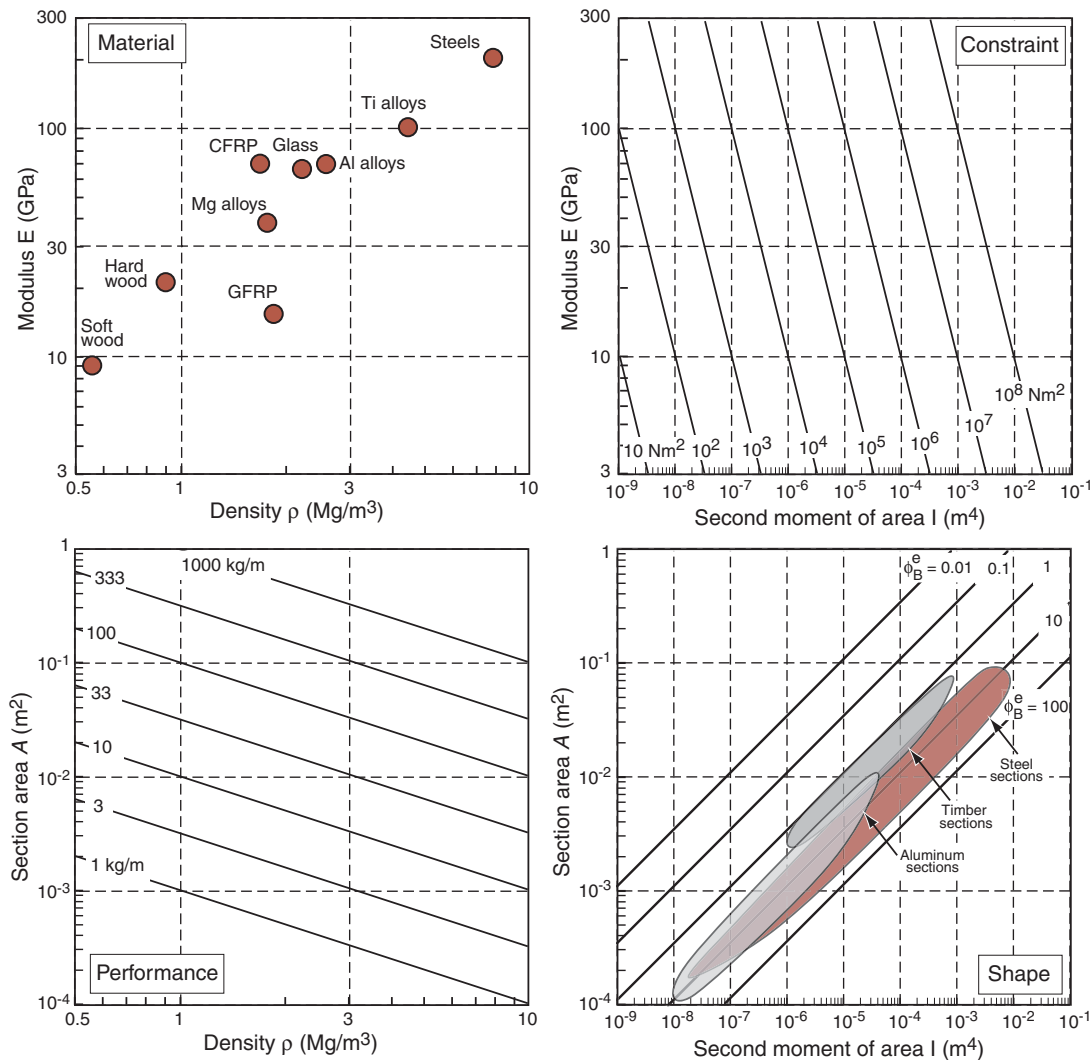 Material
Modulus E (GPa)
300
100
30
10
3
Steels
Ti alloys
CFRP
Glass
Al alloys
Mg alloys
Hard
wood
GFRP
Soft
wood
0.5
1
3
10
Density ρ (Mg/m³)
Constraint
Modulus E (GPa)
300
100
30
10
3
10 Nm²
10²
10³
10⁴
10⁵
10⁶
10⁷
10⁸ Nm²
10⁻⁹
10⁻⁸
10⁻⁷
10⁻⁶
10⁻⁵
10⁻⁴
10⁻³
10⁻²
10⁻¹
Second moment of area I (m⁴)
Section area A (m²)
1
10⁻¹
10⁻²
10⁻³
10⁻⁴
1000 kg/m
333
100
33
10
3
1 kg/m
Performance
0.5
1
3
10
Density ρ (Mg/m³)
Section area A (m²)
1
10⁻¹
10⁻²
10⁻³
10⁻⁴
ϕᵉ_B = 0.01
0.1
1
10
ϕᵉ_B = 100
Steel
sections
Timber
sections
Aluminum
sections
Shape
10⁻⁹
10⁻⁸
10⁻⁷
10⁻⁶
10⁻⁵
10⁻⁴
10⁻³
10⁻²
10⁻¹
Second moment of area I (m⁴)